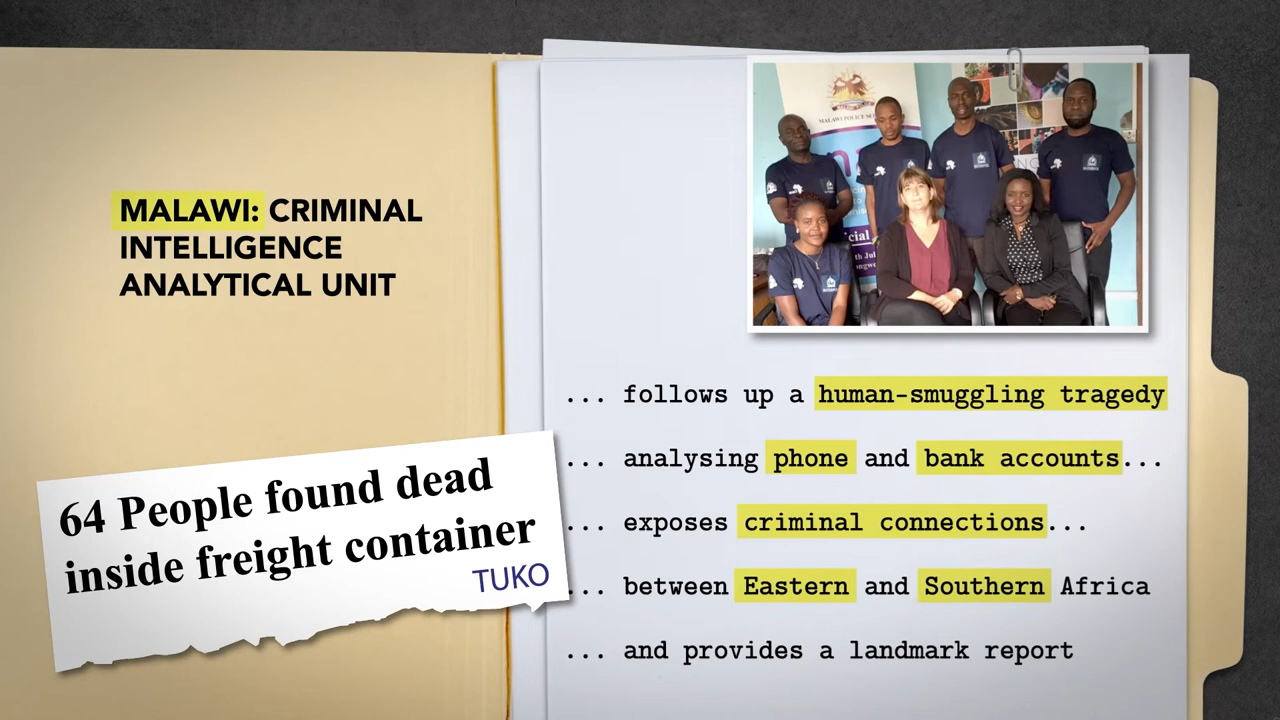 MALAWI: CRIMINAL
INTELLIGENCE
ANALYTICAL UNIT
64 People found dead
inside freight container
TUKO
MALAWI POLICE
... follows up a human-smuggling tragedy
... analysing phone and bank accounts...
... exposes criminal connections...
... between Eastern and Southern Africa
... and provides a landmark report